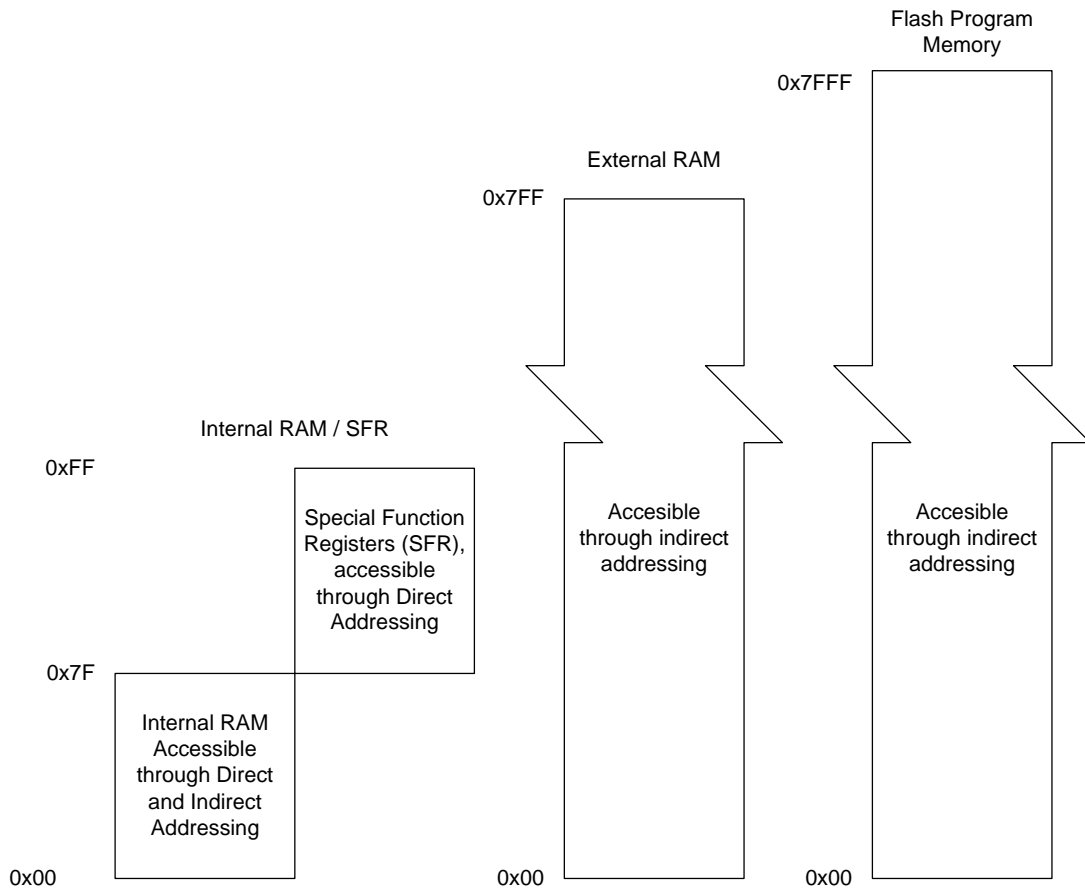 Flash Program
Memory
0x7FFF
External RAM
0x7FF
Internal RAM / SFR
0xFF
Special Function
Registers (SFR),
accessible
through Direct
Addressing
Accesible
through indirect
addressing
Accesible
through indirect
addressing
0x7F
Internal RAM
Accessible
through Direct
and Indirect
Addressing
0x00
0x00
0x00